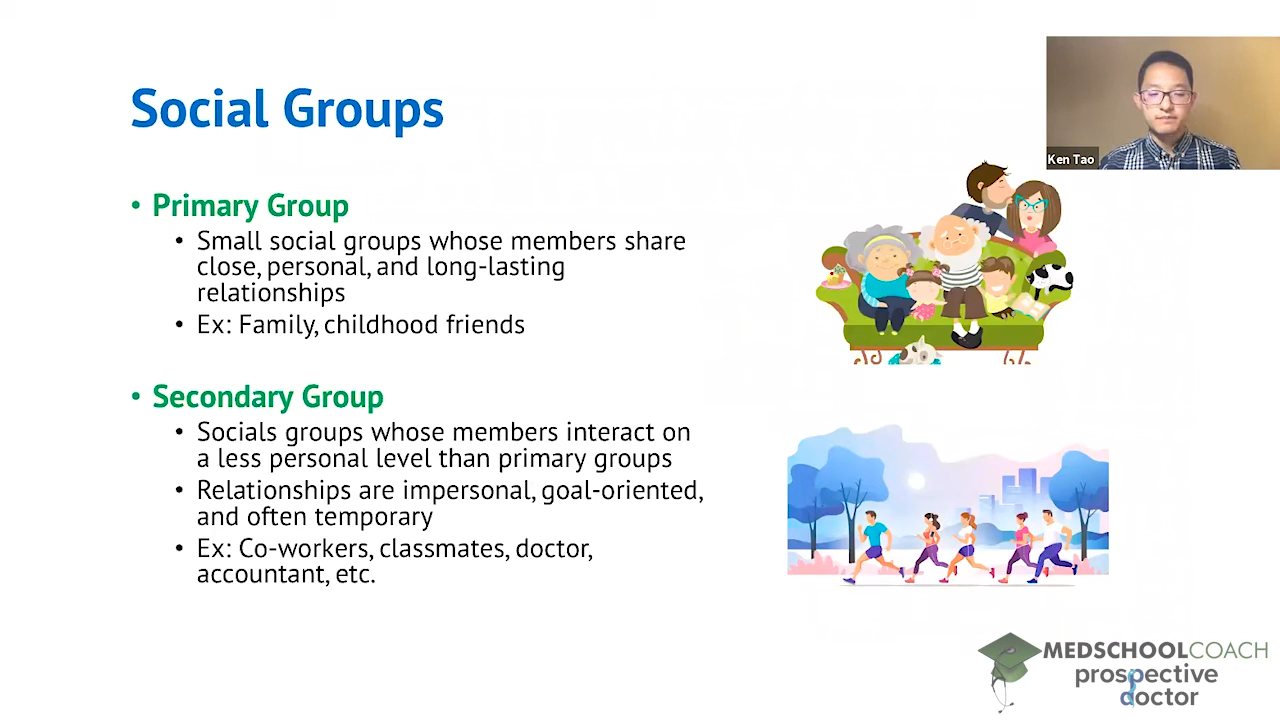 Social Groups
Ken Tao
• Primary Group
• Small social groups whose members share
close, personal, and long-lasting
relationships
• Ex: Family, childhood friends
• Secondary Group
• Socials groups whose members interact on
a less personal level than primary groups
• Relationships are impersonal, goal-oriented,
and often temporary
• Ex: Co-workers, classmates, doctor,
accountant, etc.
MEDSCHOOLCOACH
prospective
doctor